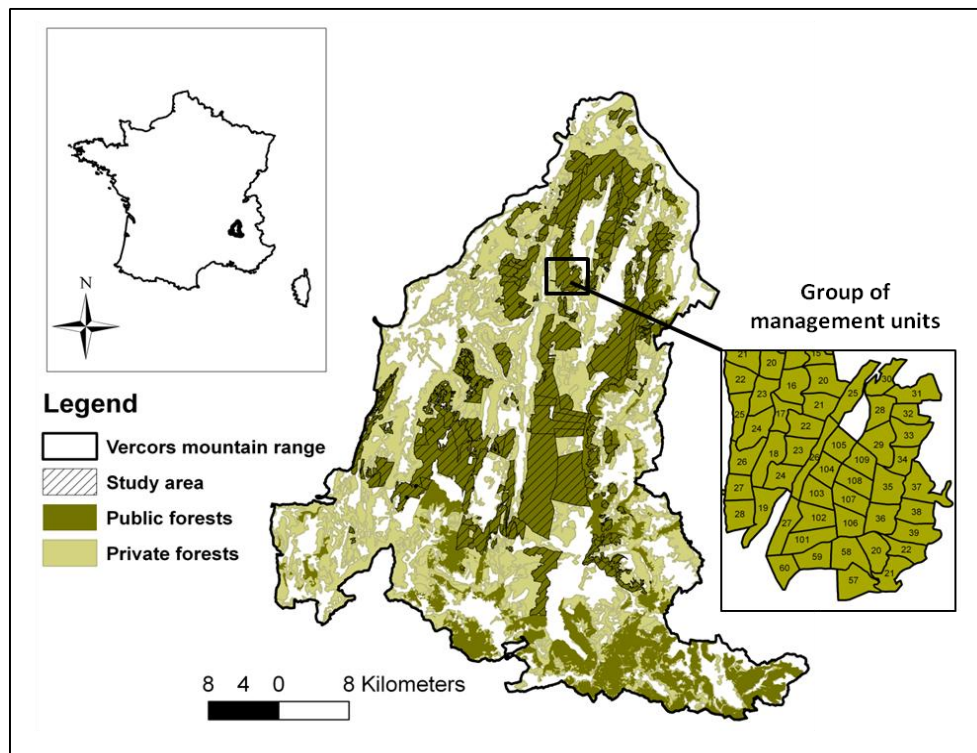 N
Legend
Vercors mountain range
Study area
Public forests
Private forests
8 4 0 8 Kilometers
Group of
management units
21 20 15
22 23 16 20 25 30 31
25 17 21 28 32
24 22 105 29 33
26 18 23 26 104 109 34
27 24 108 35 37
28 19 103 107 38
27 102 106 36 39
101 59 58 20 22
60 57 21